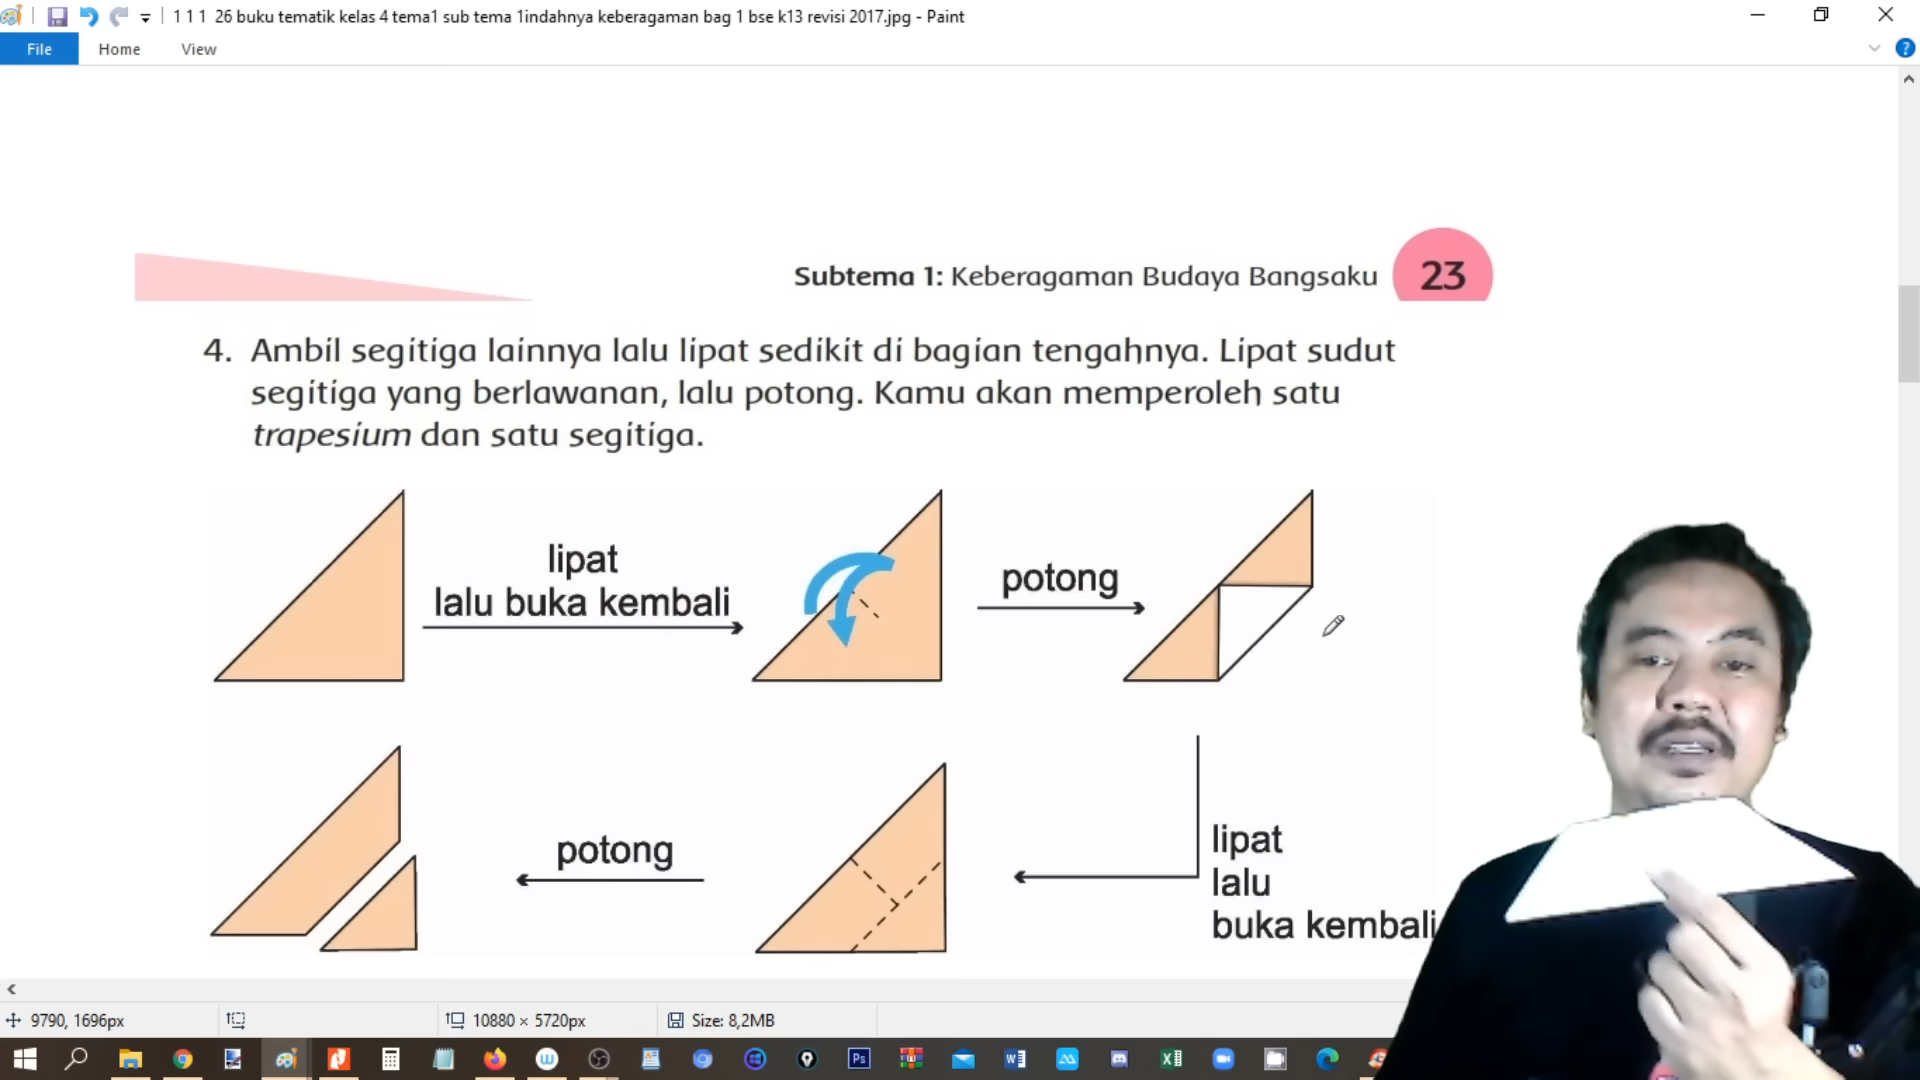 1 1 1 26 buku tematik kelas 4 tema1 sub tema 1indahnya keberagaman bag 1 bse k13 revisi 2017.jpg - Paint
File Home View
Subtema 1: Keberagaman Budaya Bangsaku 23
4. Ambil segitiga lainnya lalu lipat sedikit di bagian tengahnya. Lipat sudut
segitiga yang berlawanan, lalu potong. Kamu akan memperoleh satu
trapesium dan satu segitiga.
lipat
lalu buka kembali
potong
potong
lipat
lalu
buka kembali
9790, 1696px 10880 × 5720px Size: 8,2MB